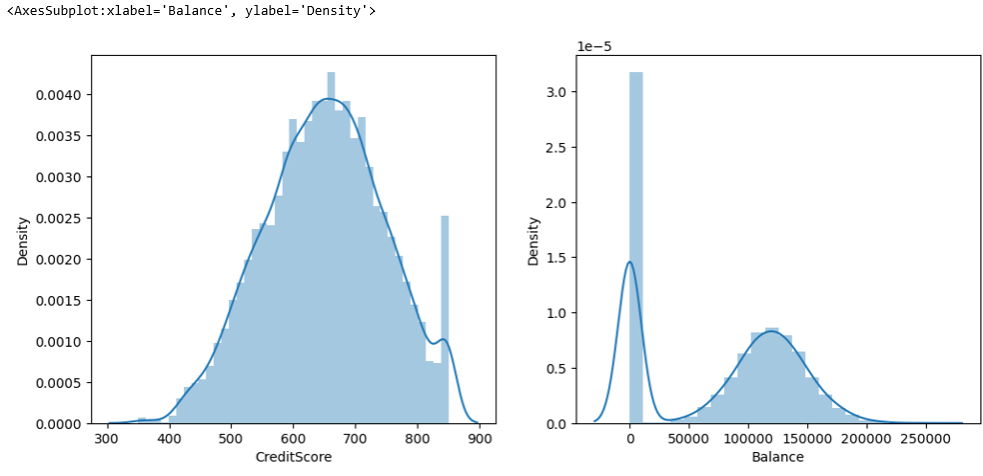 <AxesSubplot:xlabel='Balance', ylabel='Density'>
Density
0.0040
0.0035
0.0030
0.0025
0.0020
0.0015
0.0010
0.0005
0.0000
300 400 500 600 700 800 900
CreditScore
1e−5
Density
3.0
2.5
2.0
1.5
1.0
0.5
0.0
0 50000 100000 150000 200000 250000
Balance